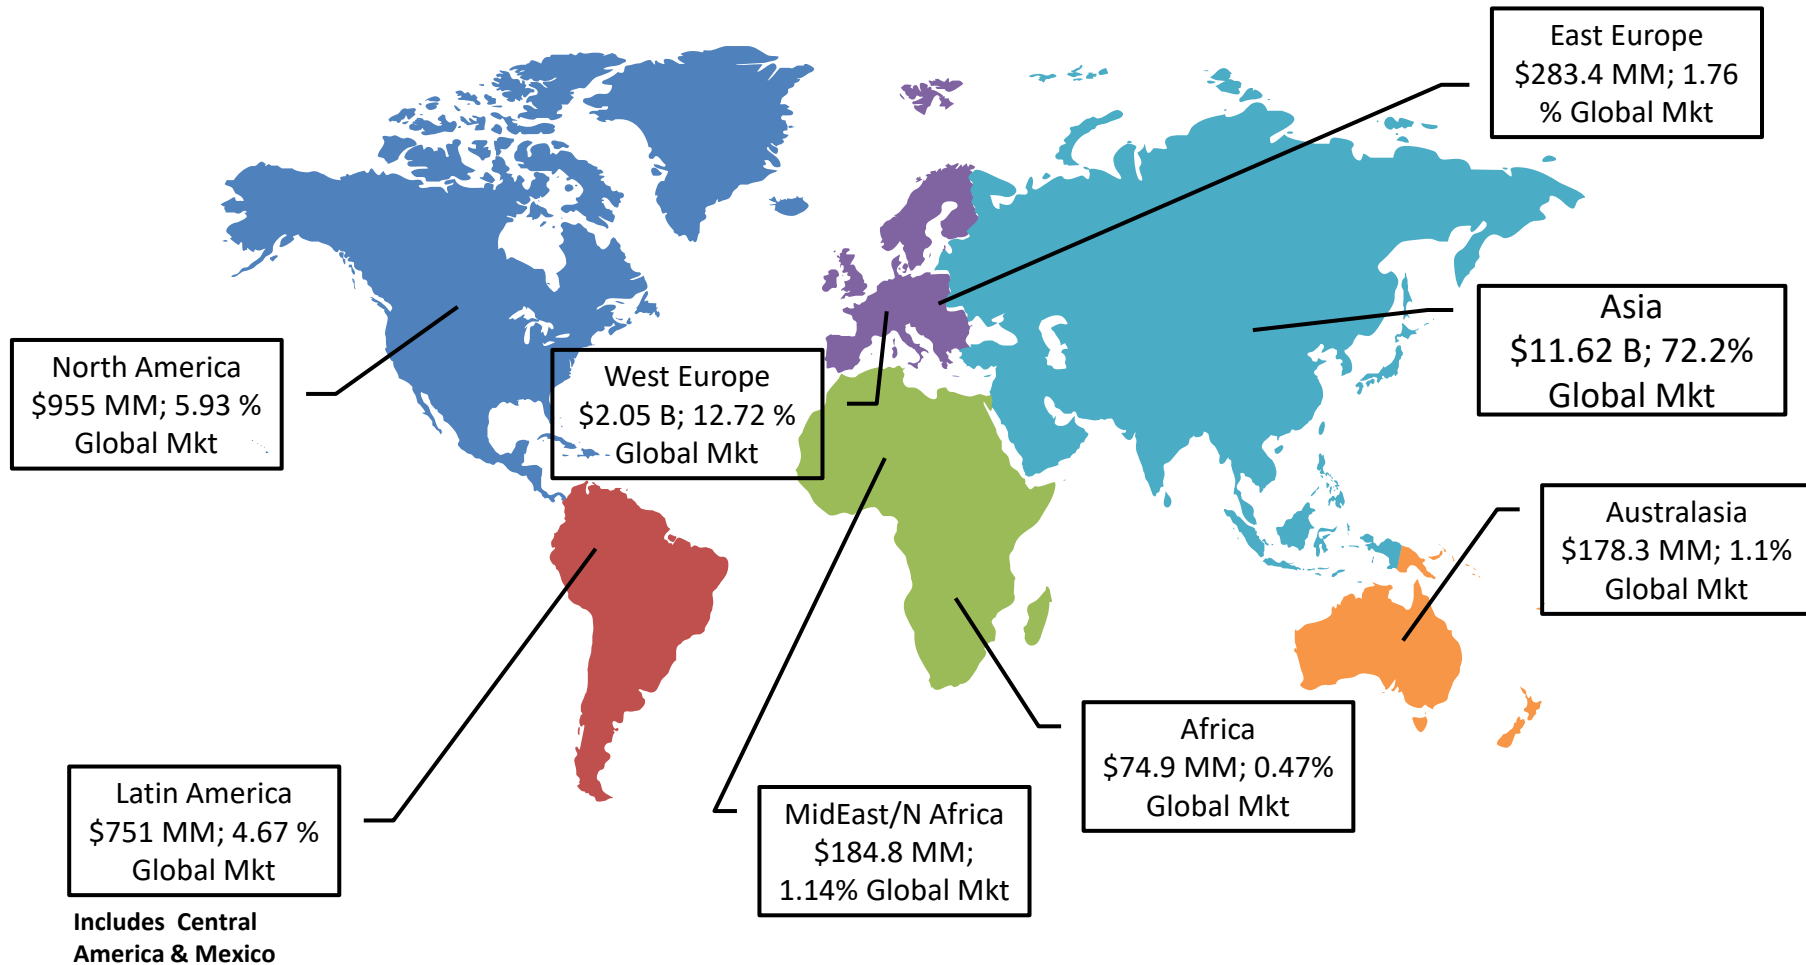 East Europe
$283.4 MM; 1.76
% Global Mkt
Asia
$11.62 B; 72.2%
Global Mkt
North America
$955 MM; 5.93 %
Global Mkt
West Europe
$2.05 B; 12.72 %
Global Mkt
Australasia
$178.3 MM; 1.1%
Global Mkt
Africa
$74.9 MM; 0.47%
Global Mkt
Latin America
$751 MM; 4.67 %
Global Mkt
MidEast/N Africa
$184.8 MM;
1.14% Global Mkt
Includes Central
America & Mexico